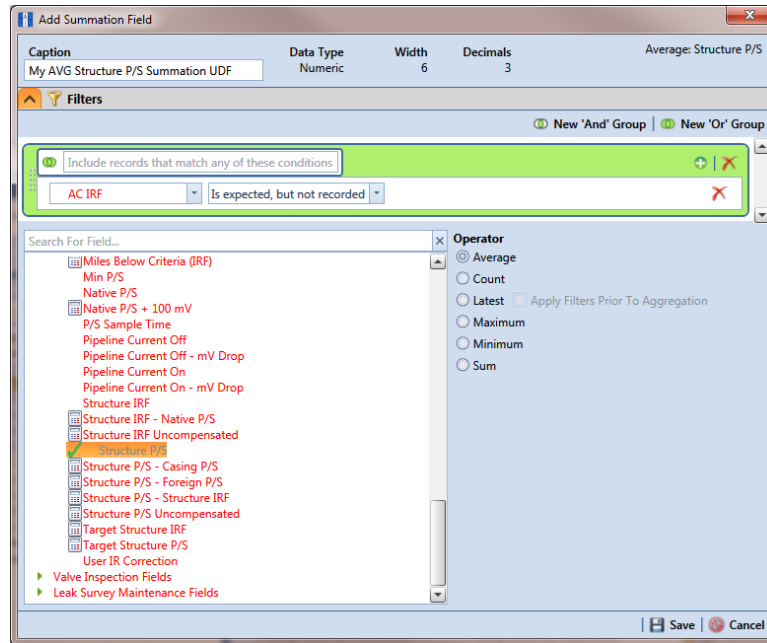 Add Summation Field
Caption Data Type Width Decimals Average: Structure P/S
My AVG Structure P/S Summation UDF Numeric 6 3
Filters
New 'And' Group New 'Or' Group
Include records that match any of these conditions
AC IRF Is expected, but not recorded
Search For Field...
Miles Below Criteria (IRF)
Min P/S
Native P/S
Native P/S + 100 mV
P/S Sample Time
Pipeline Current Off
Pipeline Current Off - mV Drop
Pipeline Current On
Pipeline Current On - mV Drop
Structure IRF
Structure IRF - Native P/S
Structure IRF Uncompensated
Structure P/S
Structure P/S - Casing P/S
Structure P/S - Foreign P/S
Structure P/S - Structure IRF
Structure P/S Uncompensated
Target Structure IRF
Target Structure P/S
User IR Correction
Valve Inspection Fields
Leak Survey Maintenance Fields
Operator
Average
Count
Latest Apply Filters Prior To Aggregation
Maximum
Minimum
Sum
Save Cancel